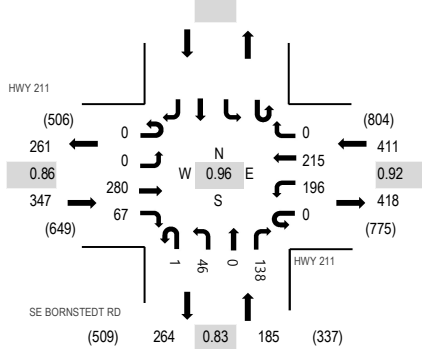 HWY 211
(506) (804)
261 0 0 411
N
0.86 0 W 0.96 E 215 0.92
347 280 196 418
S
(649) 67 0 (775)
1 46 0 138
HWY 211
SE BORNSTEDT RD
(509) 264 0.83 185 (337)